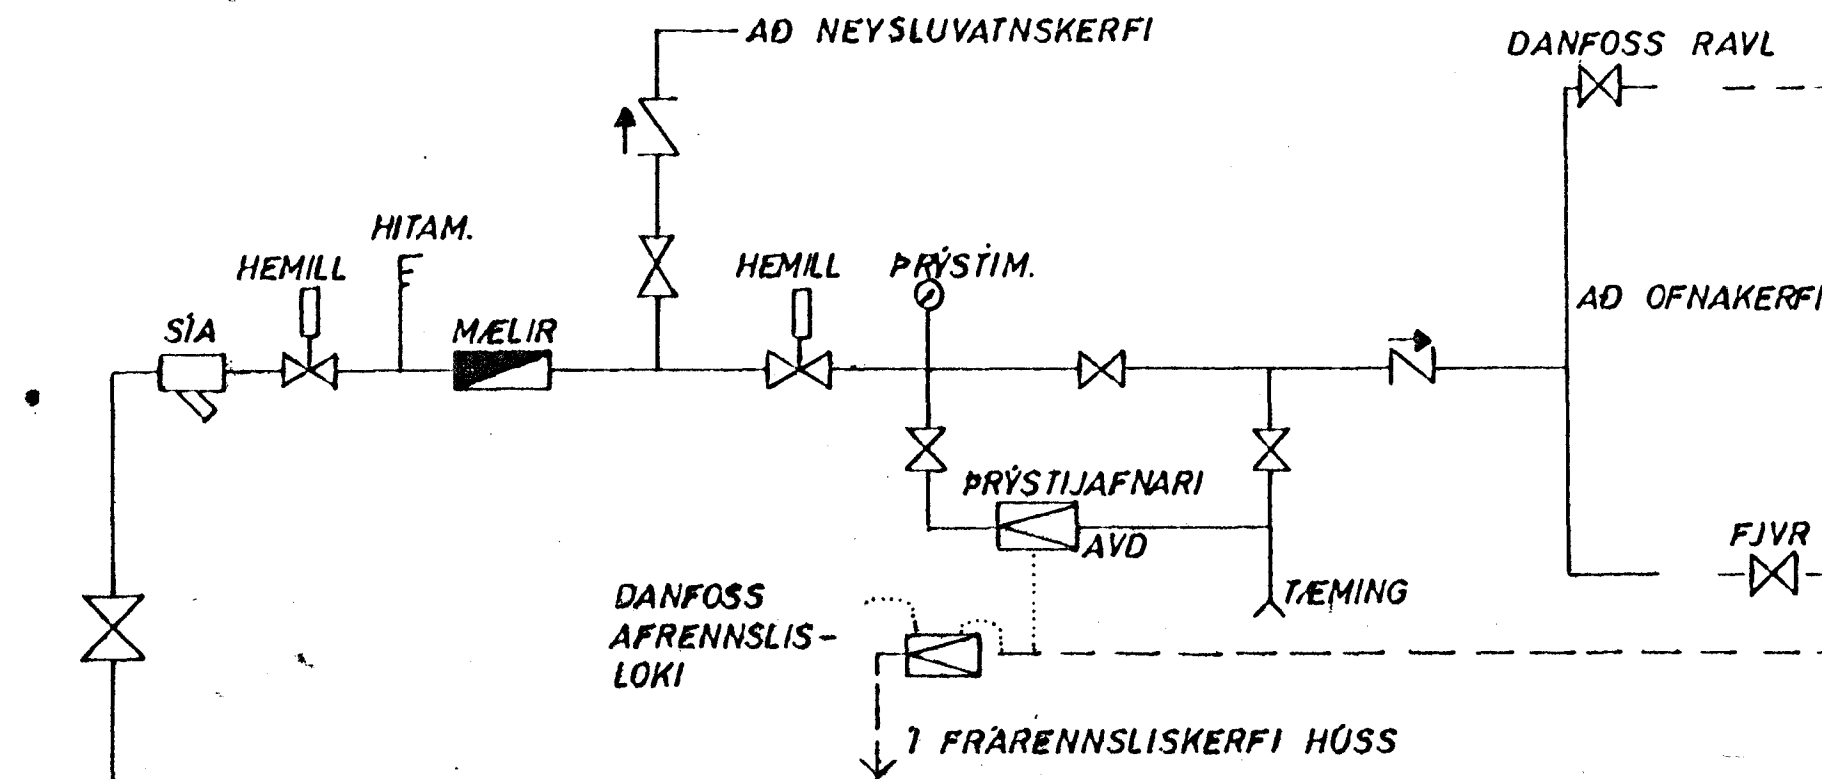 AÐ NEYSLUVATNSKERFI
DANFOSS RAVL
HITAM.
HEMILL
HEMILL
ÞRÝSTIM.
AÐ OFNAKERFI
SÍA
MÆLIR
ÞRÝSTIJAFNARI
AVD
FJVR
DANFOSS
AFRENNSLIS-
LOKI
TÆMING
Í FRÁRENNSLISKERFI HÚSS